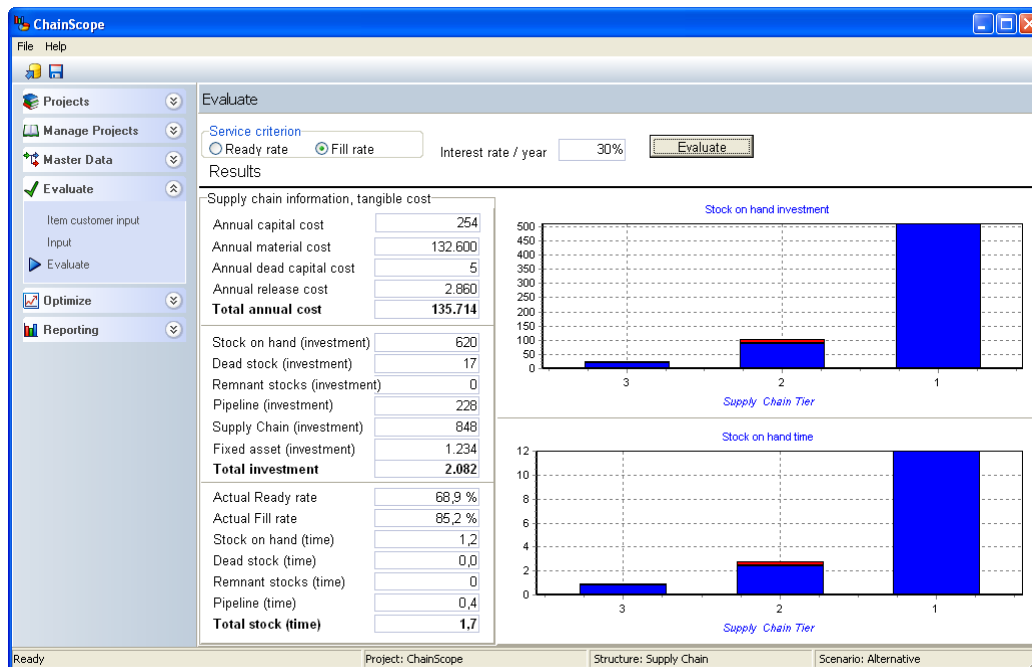 ChainScope
File Help
Projects
Manage Projects
Master Data
Evaluate
Item customer input
Input
Evaluate
Optimize
Reporting
Evaluate
Service criterion
Ready rate Fill rate Interest rate / year 30% Evaluate
Results
Supply chain information, tangible cost
Annual capital cost 254
Annual material cost 132.600
Annual dead capital cost 5
Annual release cost 2.860
Total annual cost 135.714
Stock on hand (investment) 620
Dead stock (investment) 17
Remnant stocks (investment) 0
Pipeline (investment) 228
Supply Chain (investment) 848
Fixed asset (investment) 1.234
Total investment 2.082
Actual Ready rate 68,9 %
Actual Fill rate 85,2 %
Stock on hand (time) 1,2
Dead stock (time) 0,0
Remnant stocks (time) 0
Pipeline (time) 0,4
Total stock (time) 1,7
Stock on hand investment
500
450
400
350
300
250
200
150
100
50
0
3 2 1
Supply Chain Tier
Stock on hand time
12
10
8
6
4
2
0
3 2 1
Supply Chain Tier
Ready Project: ChainScope Structure: Supply Chain Scenario: Alternative